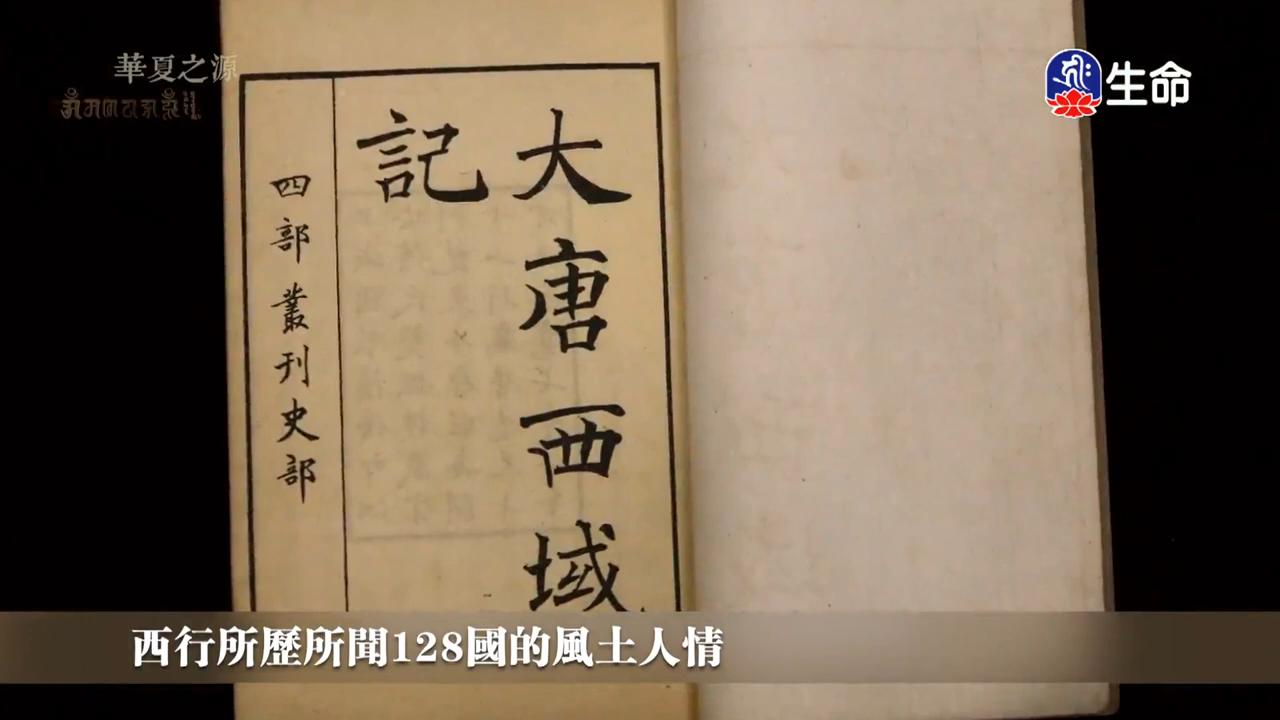 華夏之源
生命
大唐西域
記
四部叢刊史部
西行所歷所聞128國的風土人情